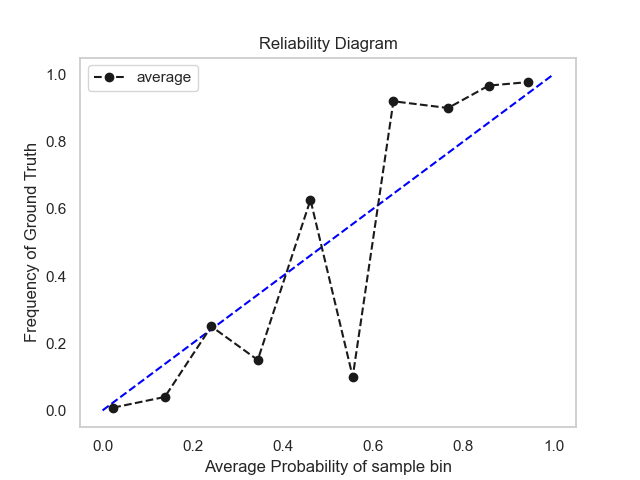 Reliability Diagram
average
1.0
0.8
0.6
0.4
0.2
0.0
Frequency of Ground Truth
0.0 0.2 0.4 0.6 0.8 1.0
Average Probability of sample bin